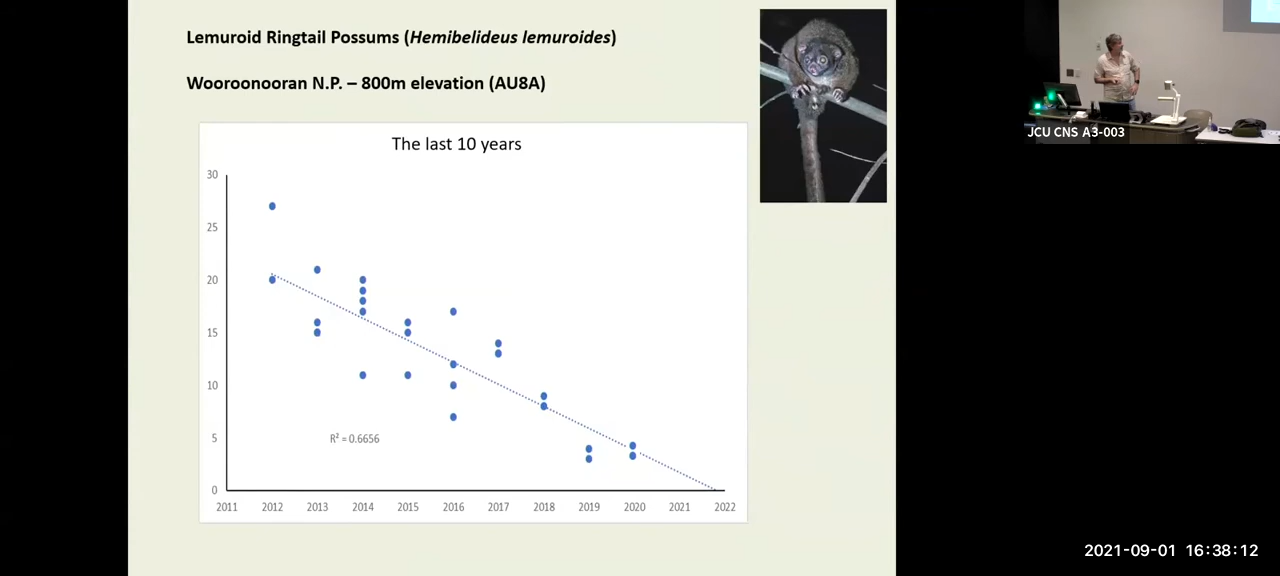 Lemuroid Ringtail Possums (Hemibelideus lemuroides)
Wooroonooran N.P. – 800m elevation (AU8A)
JCU CNS A3-003
The last 10 years
30
25
20
15
10
5
0
R² = 0.6656
2011 2012 2013 2014 2015 2016 2017 2018 2019 2020 2021 2022
2021-09-01 16:38:12